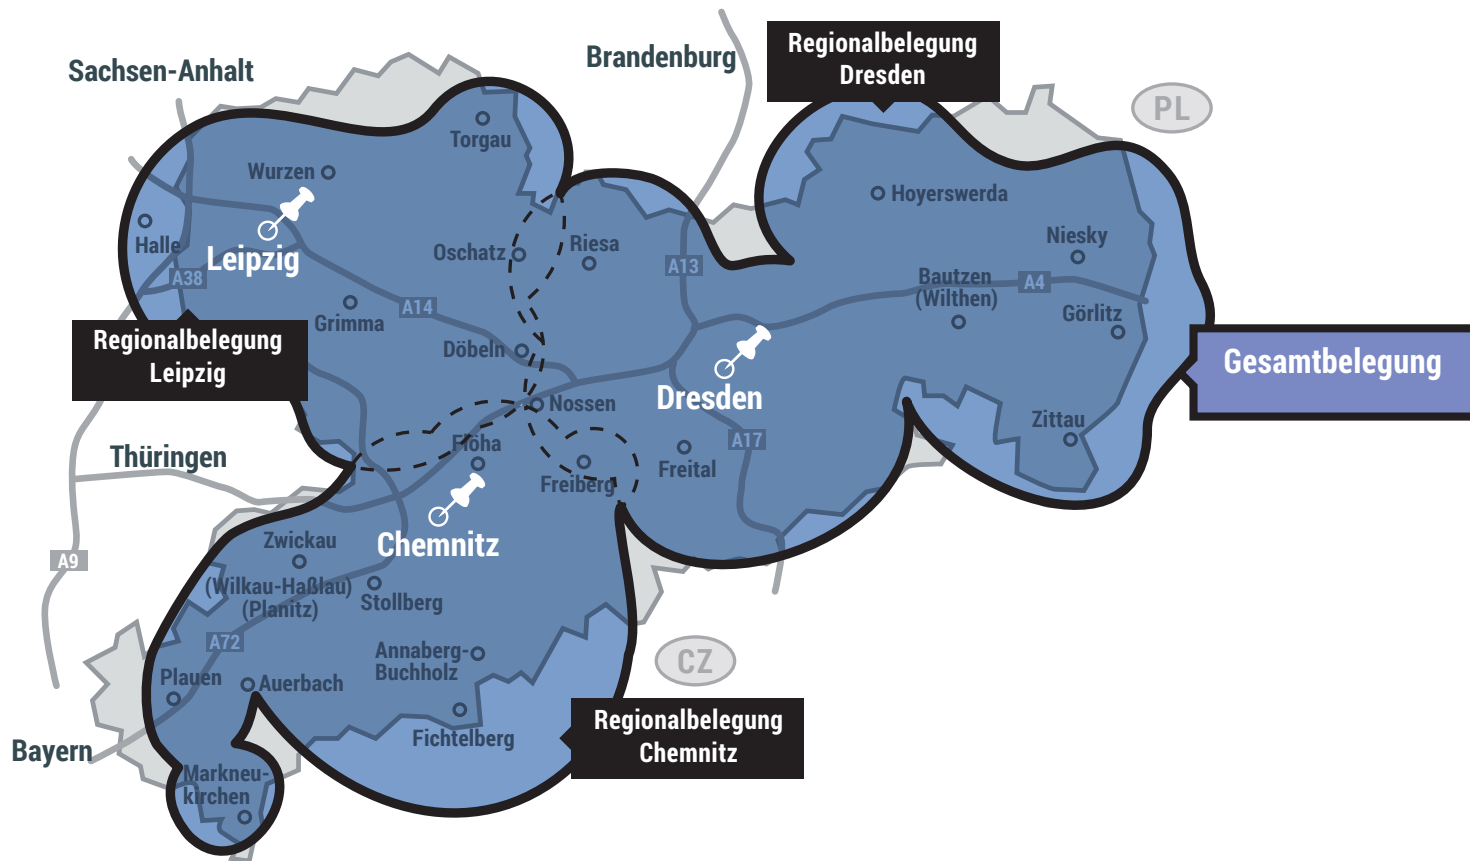 Sachsen-Anhalt
Brandenburg
Regionalbelegung
Dresden
PL
Torgau
Wurzen
Hoyerswerda
Halle
Leipzig
Oschatz
Riesa
Niesky
A38
A13
Bautzen
(Wilthen)
A4
Grimma
A14
Görlitz
Regionalbelegung
Leipzig
Döbeln
Gesamtbelegung
Nossen
Dresden
Zittau
Thüringen
Flöha
A17
Freital
Freiberg
Chemnitz
Zwickau
A9
(Wilkau-Haßlau)
(Planitz)
Stollberg
A72
Annaberg-
Buchholz
CZ
Plauen
Auerbach
Regionalbelegung
Chemnitz
Fichtelberg
Bayern
Markneu-
kirchen